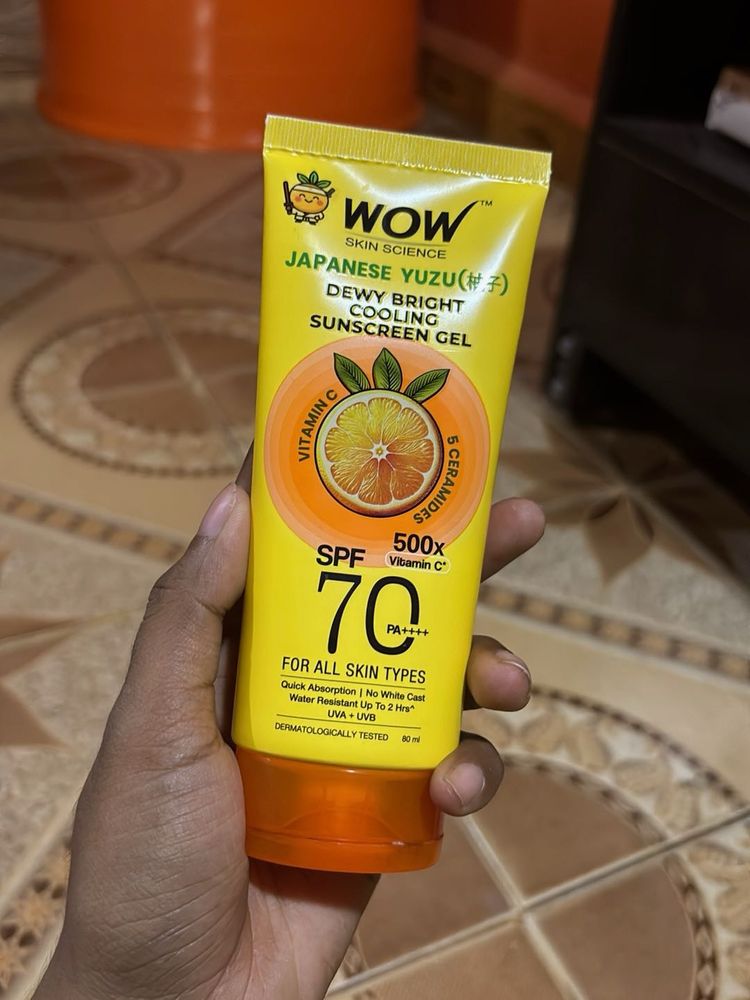 WOW™
SKIN SCIENCE
JAPANESE YUZU(柚子)
DEWY BRIGHT
COOLING
SUNSCREEN GEL
VITAMIN C
5 CERAMIDES
500x
Vitamin C*
SPF
70
PA++++
FOR ALL SKIN TYPES
Quick Absorption | No White Cast
Water Resistant Up To 2 Hrs^
UVA + UVB
DERMATOLOGICALLY TESTED 80 ml